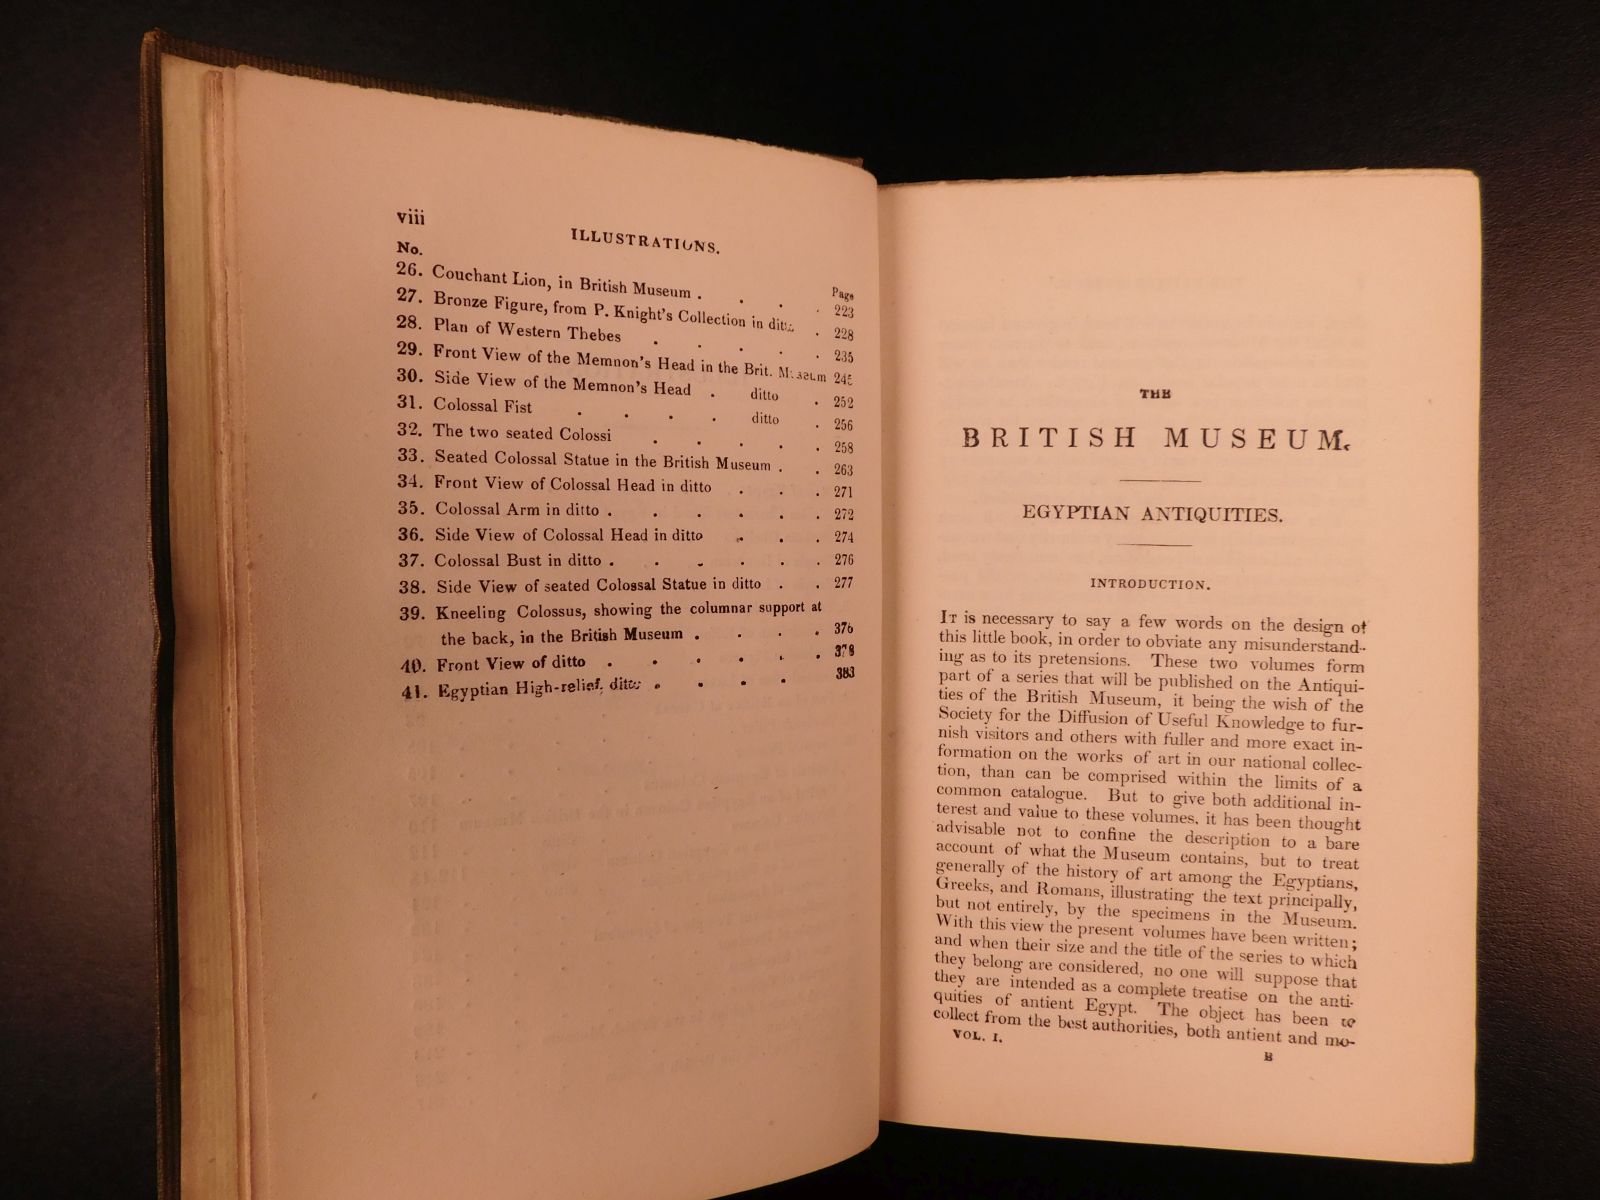 viii
ILLUSTRATIONS.
No.
Page
26. Couchant Lion, in British Museum . . . . 223
27. Bronze Figure, from P. Knight's Collection in ditto . 228
28. Plan of Western Thebes . . . . . 235
29. Front View of the Memnon's Head in the Brit. Museum 245
30. Side View of the Memnon's Head . ditto . 252
31. Colossal Fist . . . . ditto . 256
32. The two seated Colossi . . . . . 258
33. Seated Colossal Statue in the British Museum . . 263
34. Front View of Colossal Head in ditto . . . 271
35. Colossal Arm in ditto . . . . . . 272
36. Side View of Colossal Head in ditto . . . 274
37. Colossal Bust in ditto . . . . . . 276
38. Side View of seated Colossal Statue in ditto . . 277
39. Kneeling Colossus, showing the columnar support at
the back, in the British Museum . . . . 376
40. Front View of ditto . . . . . . 378
41. Egyptian High-relief, ditto . . . . 383
THE
BRITISH MUSEUM.
EGYPTIAN ANTIQUITIES.
INTRODUCTION.
IT is necessary to say a few words on the design of
this little book, in order to obviate any misunderstand-
ing as to its pretensions. These two volumes form
part of a series that will be published on the Antiqui-
ties of the British Museum, it being the wish of the
Society for the Diffusion of Useful Knowledge to fur-
nish visitors and others with fuller and more exact in-
formation on the works of art in our national collec-
tion, than can be comprised within the limits of a
common catalogue. But to give both additional in-
terest and value to these volumes, it has been thought
advisable not to confine the description to a bare
account of what the Museum contains, but to treat
generally of the history of art among the Egyptians,
Greeks, and Romans, illustrating the text principally,
but not entirely, by the specimens in the Museum.
With this view the present volumes have been written;
and when their size and the title of the series to which
they belong are considered, no one will suppose that
they are intended as a complete treatise on the anti-
quities of antient Egypt. The object has been to
collect from the best authorities, both antient and mo-
VOL. I.
B